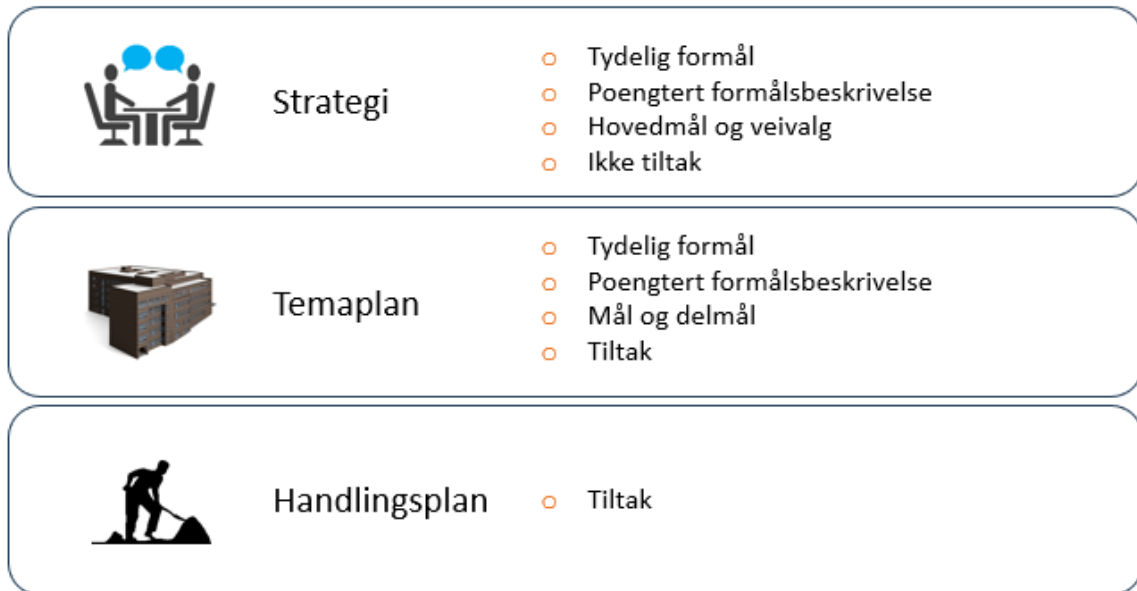 Strategi
Tydelig formål
Poengtert formålsbeskrivelse
Hovedmål og veivalg
Ikke tiltak
Temaplan
Tydelig formål
Poengtert formålsbeskrivelse
Mål og delmål
Tiltak
Handlingsplan
Tiltak